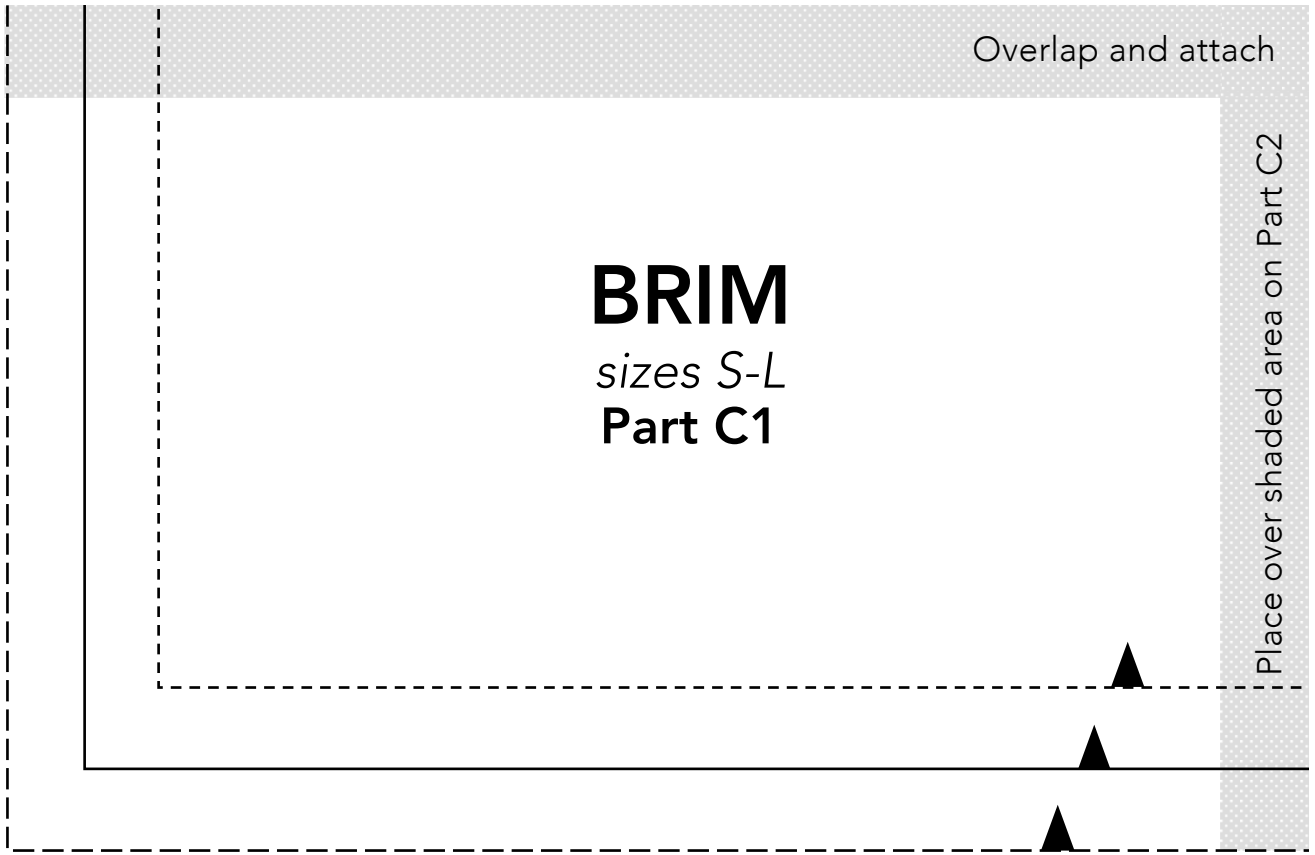 Overlap and attach
BRIM
sizes S-L
Part C1
Place over shaded area on Part C2